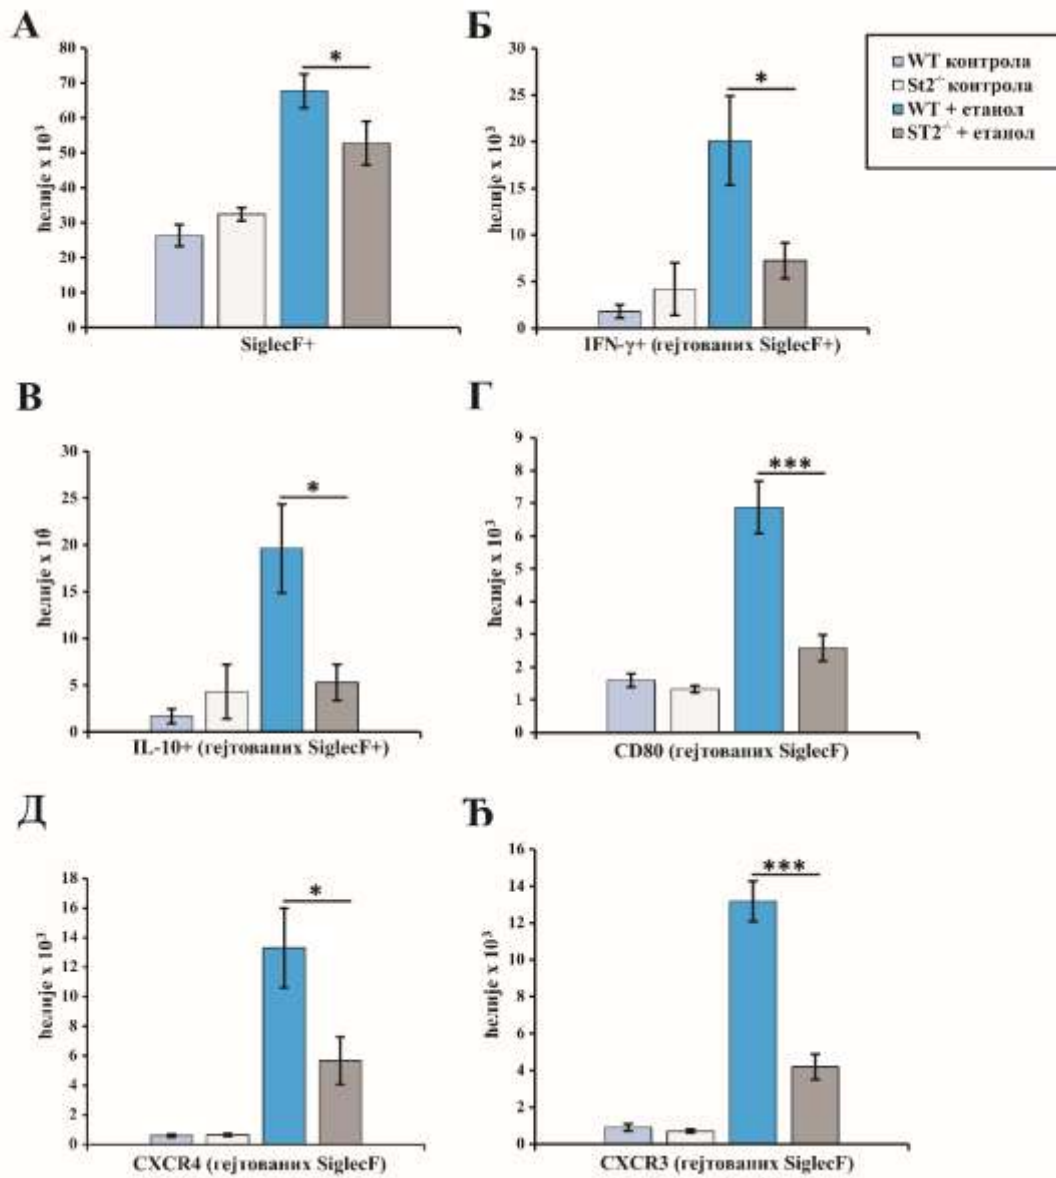 А
80
70
60
50
40
30
20
10
0
ћелије x 10³
*
SiglecF+
Б
30
25
20
15
10
5
0
ћелије x 10³
*
IFN-γ+ (гејтованих SiglecF+)
WT контрола
St2⁻/⁻ контрола
WT + етанол
ST2⁻/⁻ + етанол
В
30
25
20
15
10
5
0
ћелије x 10³
*
IL-10+ (гејтованих SiglecF+)
Г
9
8
7
6
5
4
3
2
1
0
ћелије x 10³
***
CD80 (гејтованих SiglecF)
Д
18
16
14
12
10
8
6
4
2
0
ћелије x 10³
*
CXCR4 (гејтованих SiglecF)
Ђ
16
14
12
10
8
6
4
2
0
ћелије x 10³
***
CXCR3 (гејтованих SiglecF)